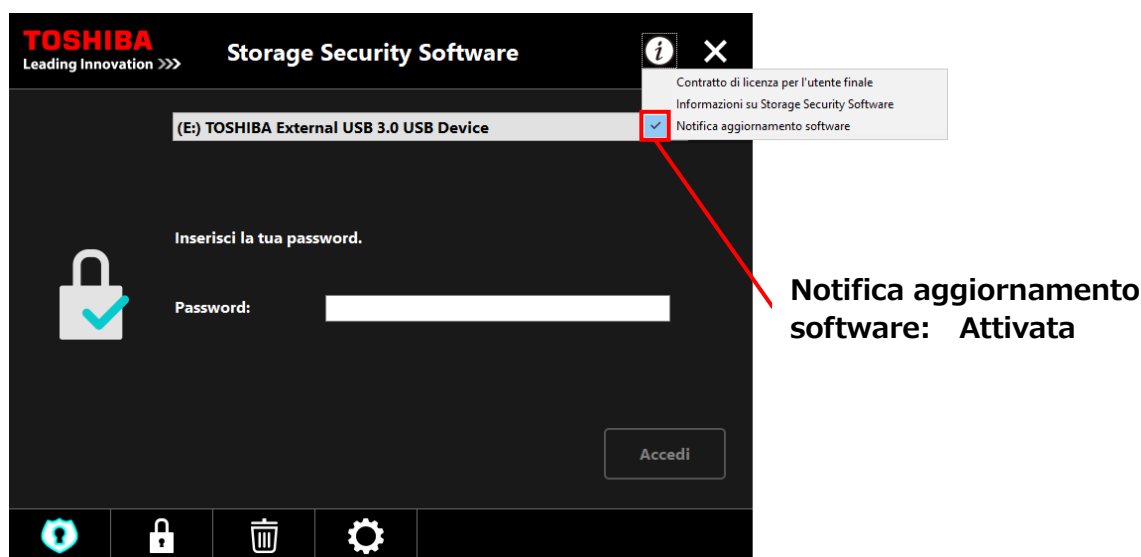 TOSHIBA
Leading Innovation >>>
Storage Security Software
Contratto di licenza per l'utente finale
Informazioni su Storage Security Software
Notifica aggiornamento software
(E:) TOSHIBA External USB 3.0 USB Device
Inserisci la tua password.
Password:
Notifica aggiornamento
software: Attivata
Accedi